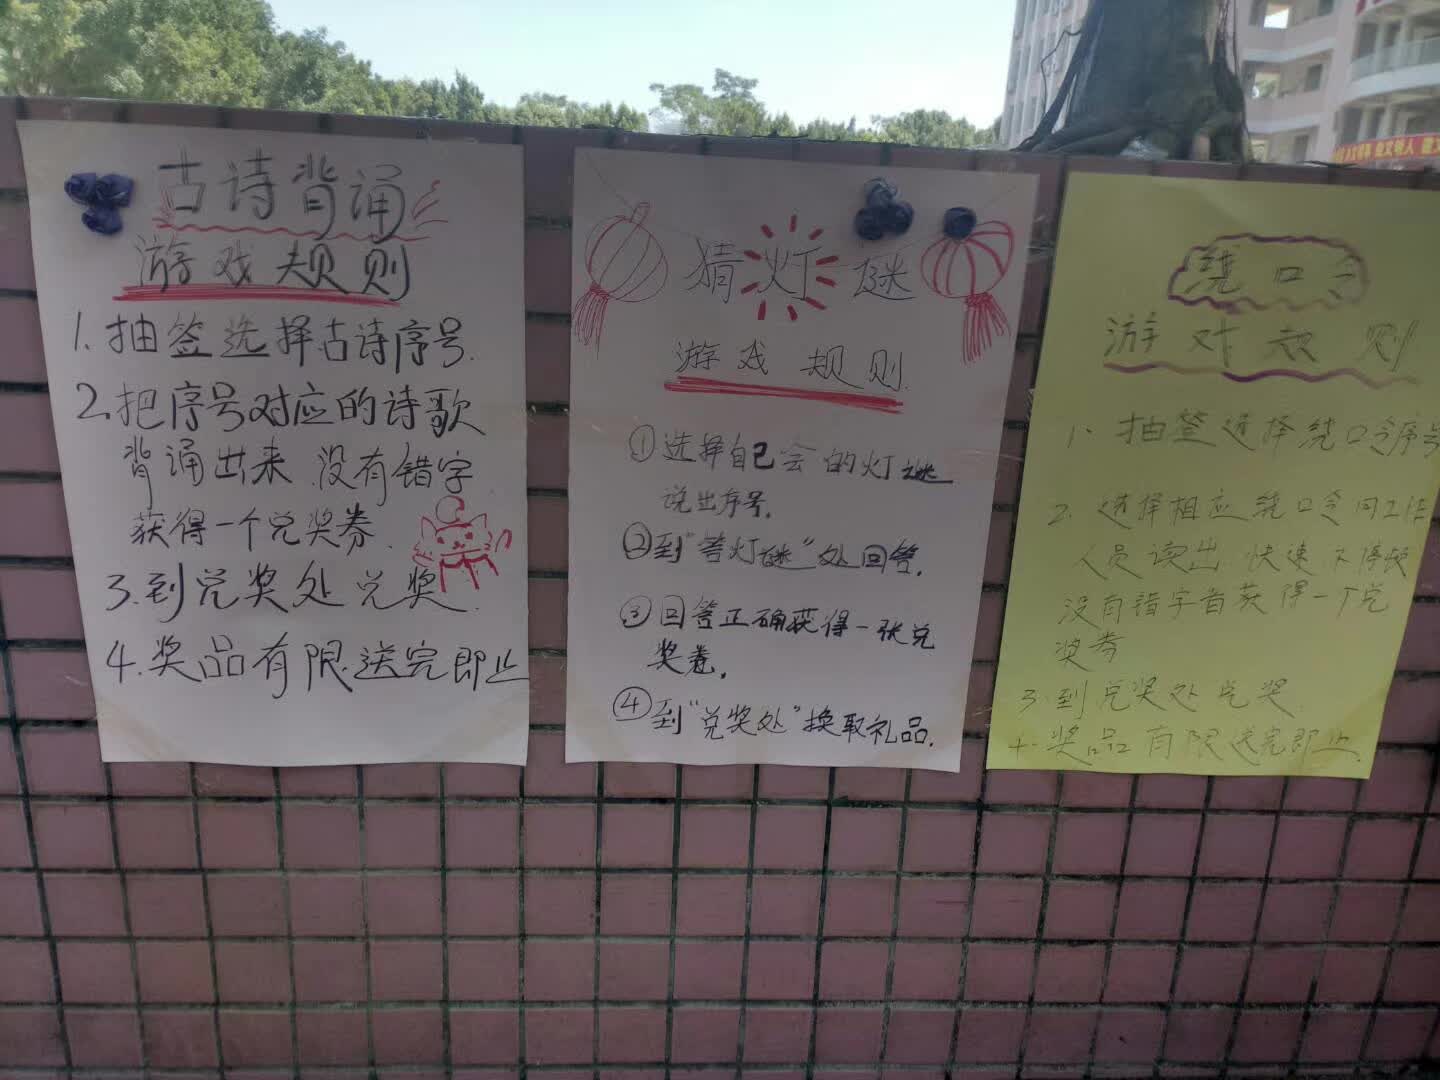 古诗背诵
游戏规则
1.抽签选择古诗序号.
2.把序号对应的诗歌
背诵出来.没有错字
获得一个兑奖券.
3.到兑奖处兑奖.
4.奖品有限.送完即止
猜灯谜
游戏规则
①选择自己会的灯谜
说出序号.
②到“答灯谜”处回答.
③回答正确获得一张兑
奖卷.
④到“兑奖处”换取礼品.
绕口令
游戏规则
1.抽签选择绕口令序号
2.选择相应绕口令向工作
人员读出 快速 不停顿
没有错字者获得一个兑
奖券
3.到兑奖处兑奖.
4.奖品有限送完即止.